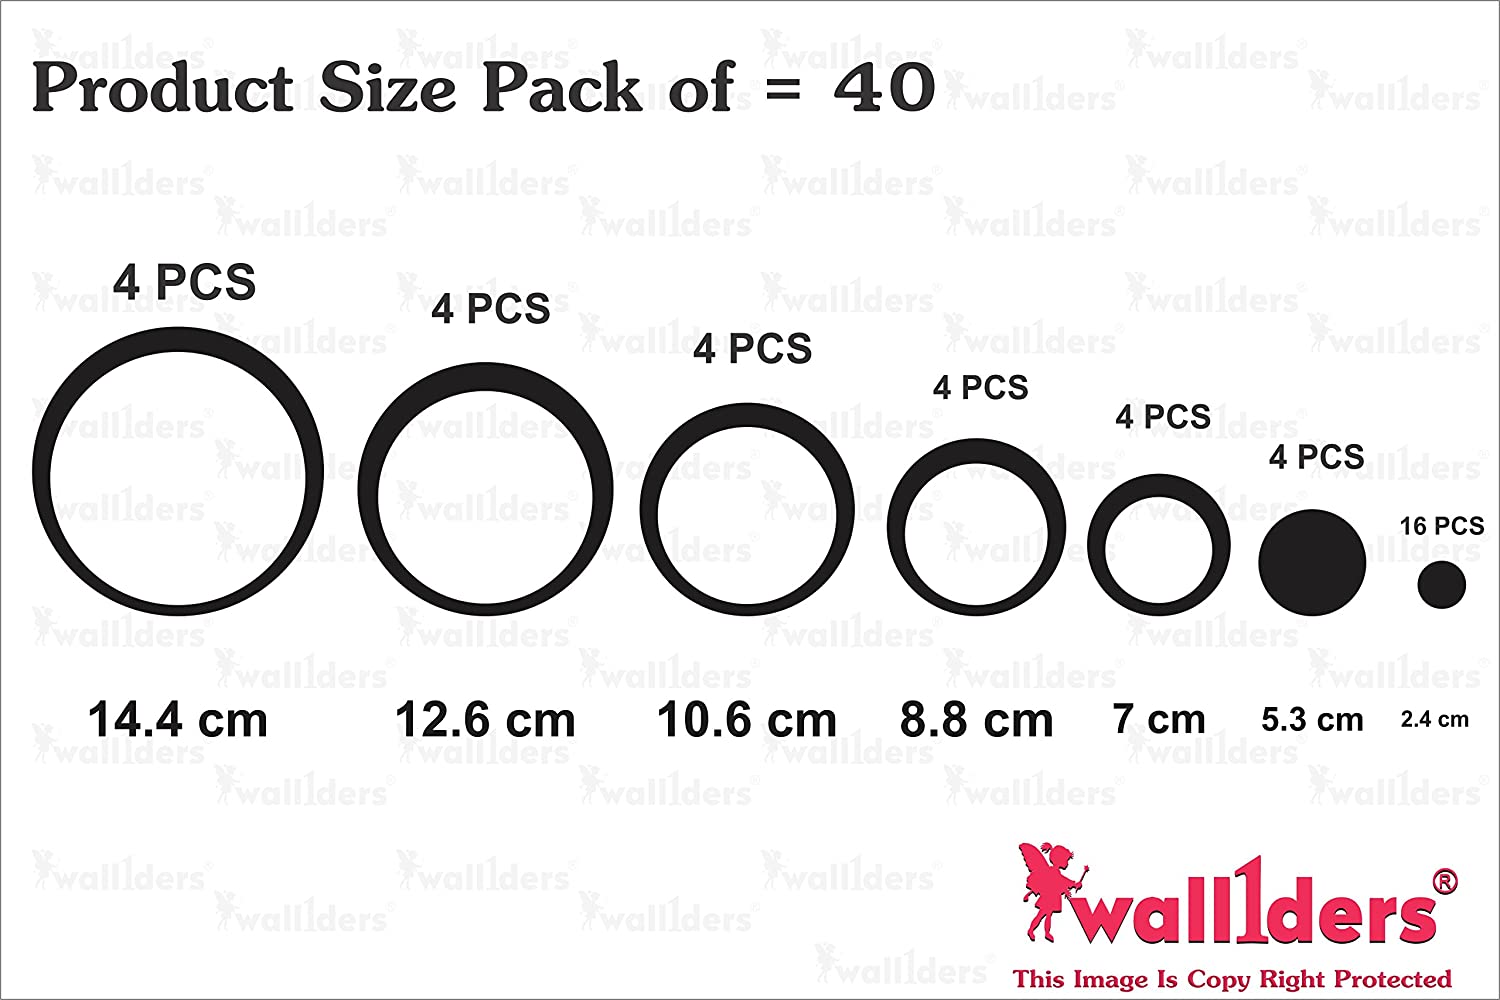 Product Size Pack of = 40
4 PCS
4 PCS
4 PCS
4 PCS
4 PCS
4 PCS
16 PCS
14.4 cm
12.6 cm
10.6 cm
8.8 cm
7 cm
5.3 cm
2.4 cm
wall1ders®
This Image Is Copy Right Protected